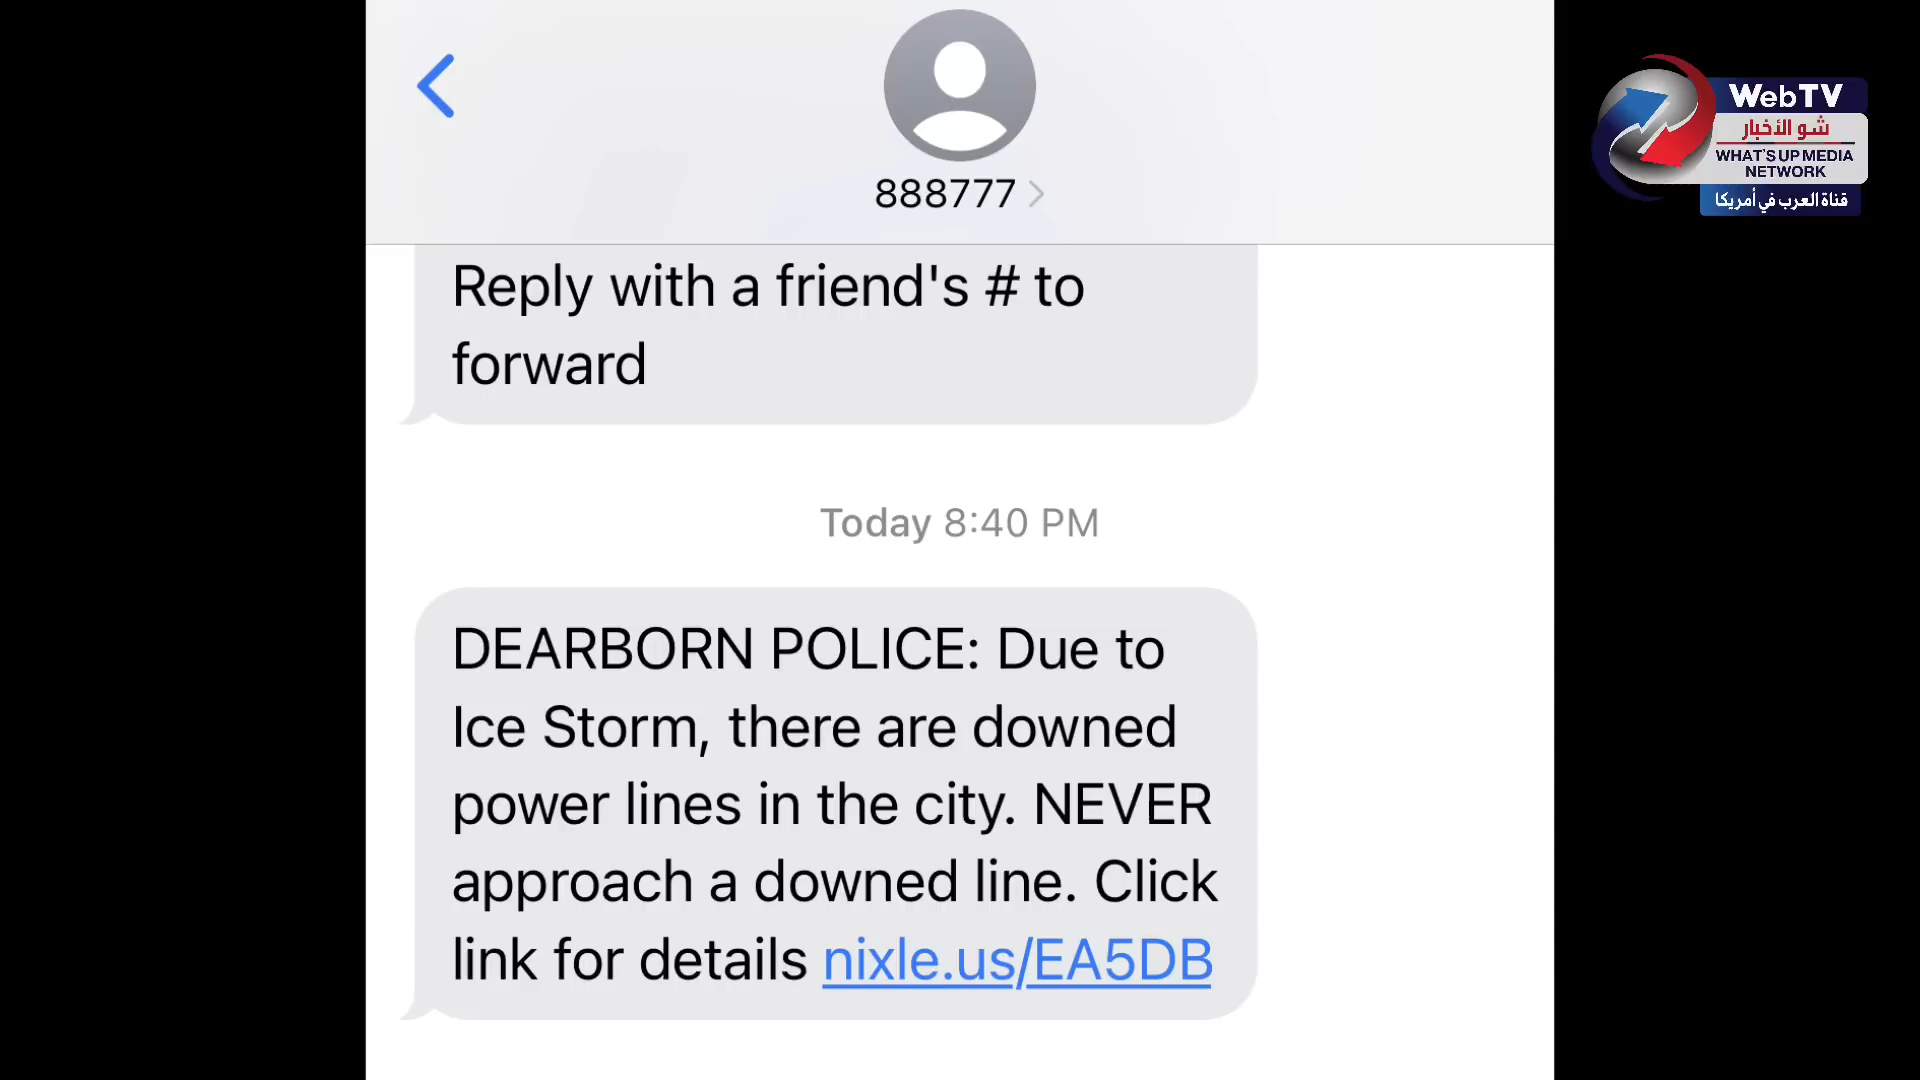 888777
Reply with a friend's # to
forward
Today 8:40 PM
DEARBORN POLICE: Due to
Ice Storm, there are downed
power lines in the city. NEVER
approach a downed line. Click
link for details nixle.us/EA5DB
WebTV
شو الأخبار
WHAT'S UP MEDIA
NETWORK
قناة العرب في أمريكا